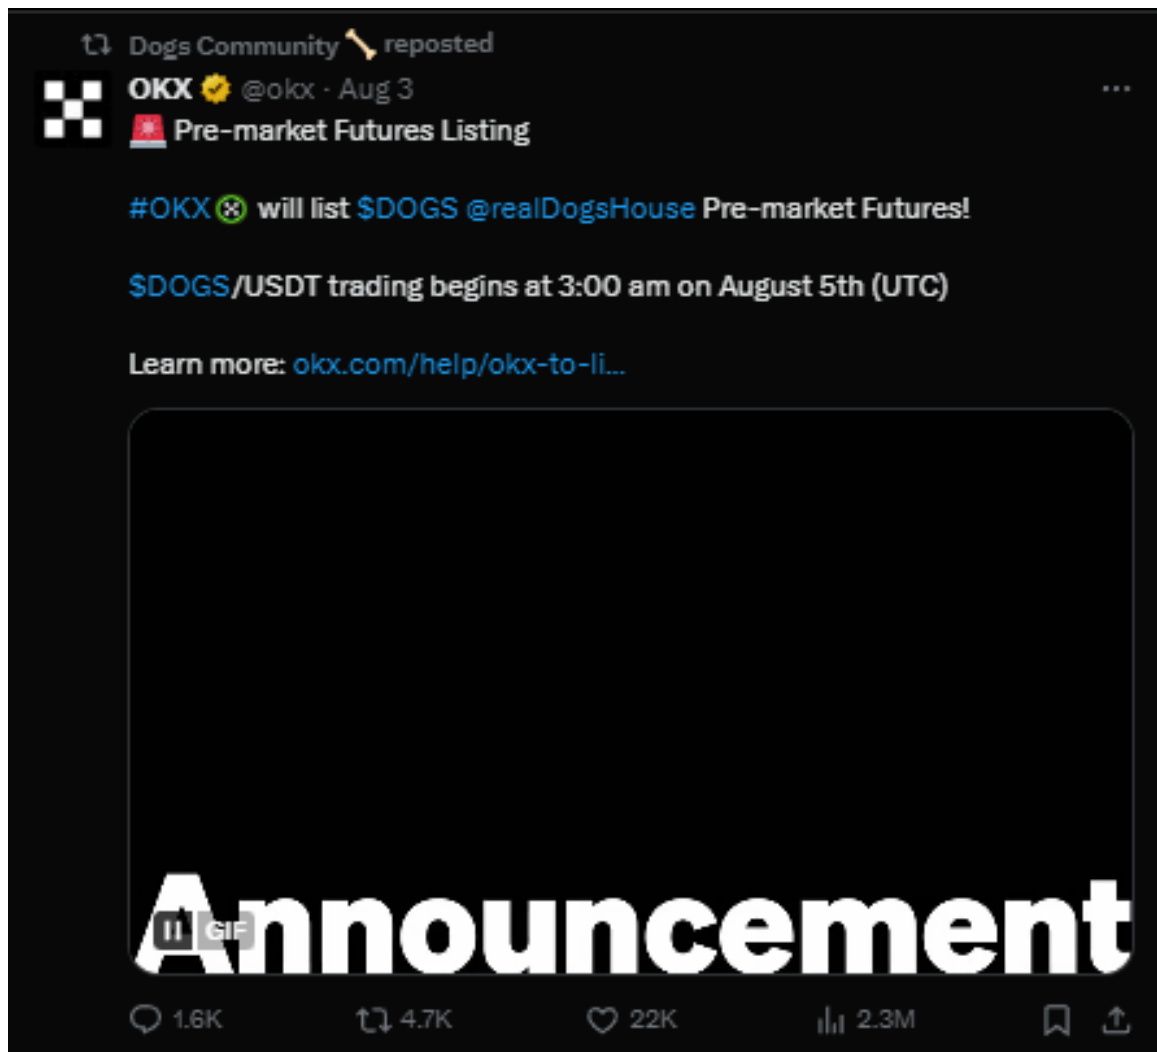 Dogs Community 🦴 reposted
OKX @okx · Aug 3
🚨 Pre-market Futures Listing
#OKX will list $DOGS @realDogsHouse Pre-market Futures!
$DOGS/USDT trading begins at 3:00 am on August 5th (UTC)
Learn more: okx.com/help/okx-to-li...
Announcement
GIF
1.6K 4.7K 22K 2.3M